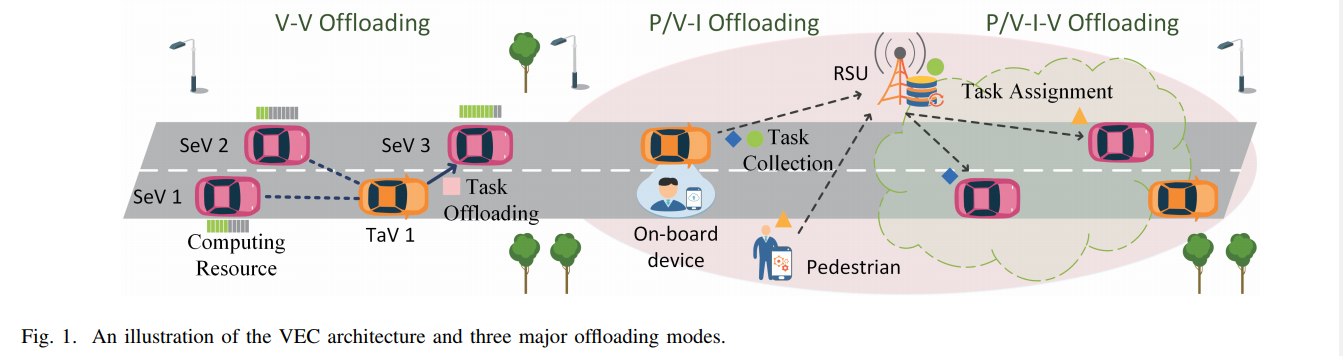 V-V Offloading
P/V-I Offloading
P/V-I-V Offloading
RSU
Task Assignment
SeV 2
SeV 3
Task
Collection
SeV 1
Task
Offloading
Computing
Resource
TaV 1
On-board
device
Pedestrian
Fig. 1. An illustration of the VEC architecture and three major offloading modes.